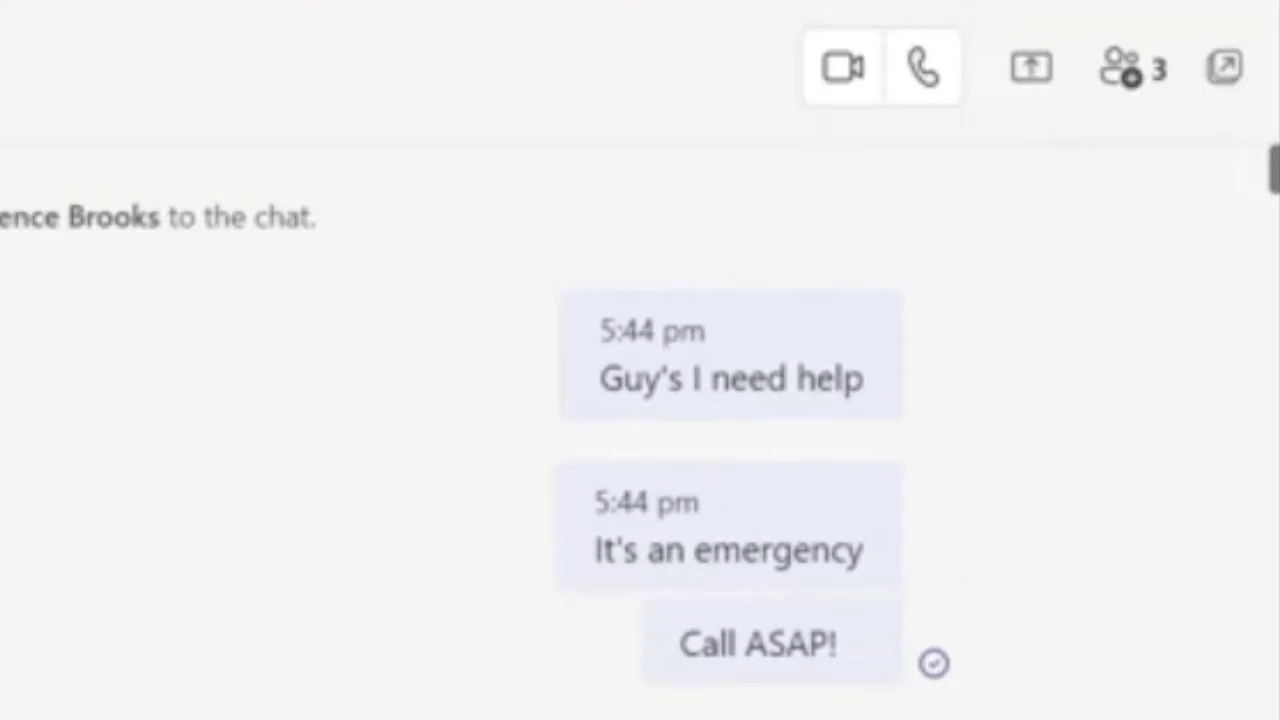 3
ence Brooks to the chat.
5:44 pm
Guy's I need help
5:44 pm
It's an emergency
Call ASAP!